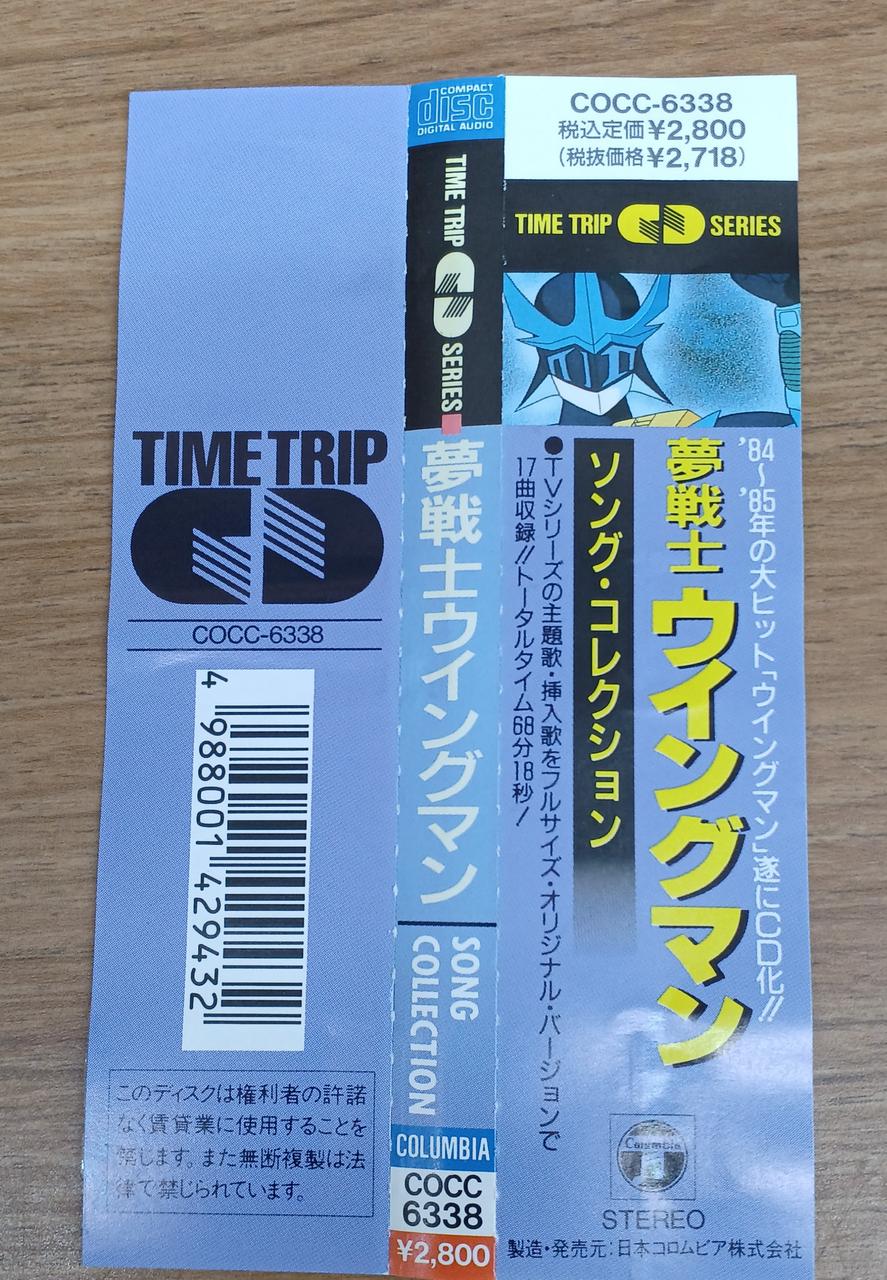 TIME TRIP
CD
COCC-6338
4 988001 429432
このディスクは権利者の許諾
なく賃貸業に使用することを
禁じます。また無断複製は法
律で禁じられています。
COMPACT
disc
DIGITAL AUDIO
TIME TRIP CD SERIES
夢戦士ウイングマン
SONG
COLLECTION
COLUMBIA
COCC
6338
¥2,800
COCC-6338
税込定価¥2,800
(税抜価格¥2,718)
TIME TRIP CD SERIES
'84〜'85年の大ヒット「ウイングマン」遂にCD化!!
夢戦士ウイングマン
ソング・コレクション
●TVシリーズの主題歌・挿入歌をフルサイズ・オリジナル・バージョンで
17曲収録!!トータルタイム68分18秒!
Columbia
STEREO
製造・発売元:日本コロムビア株式会社